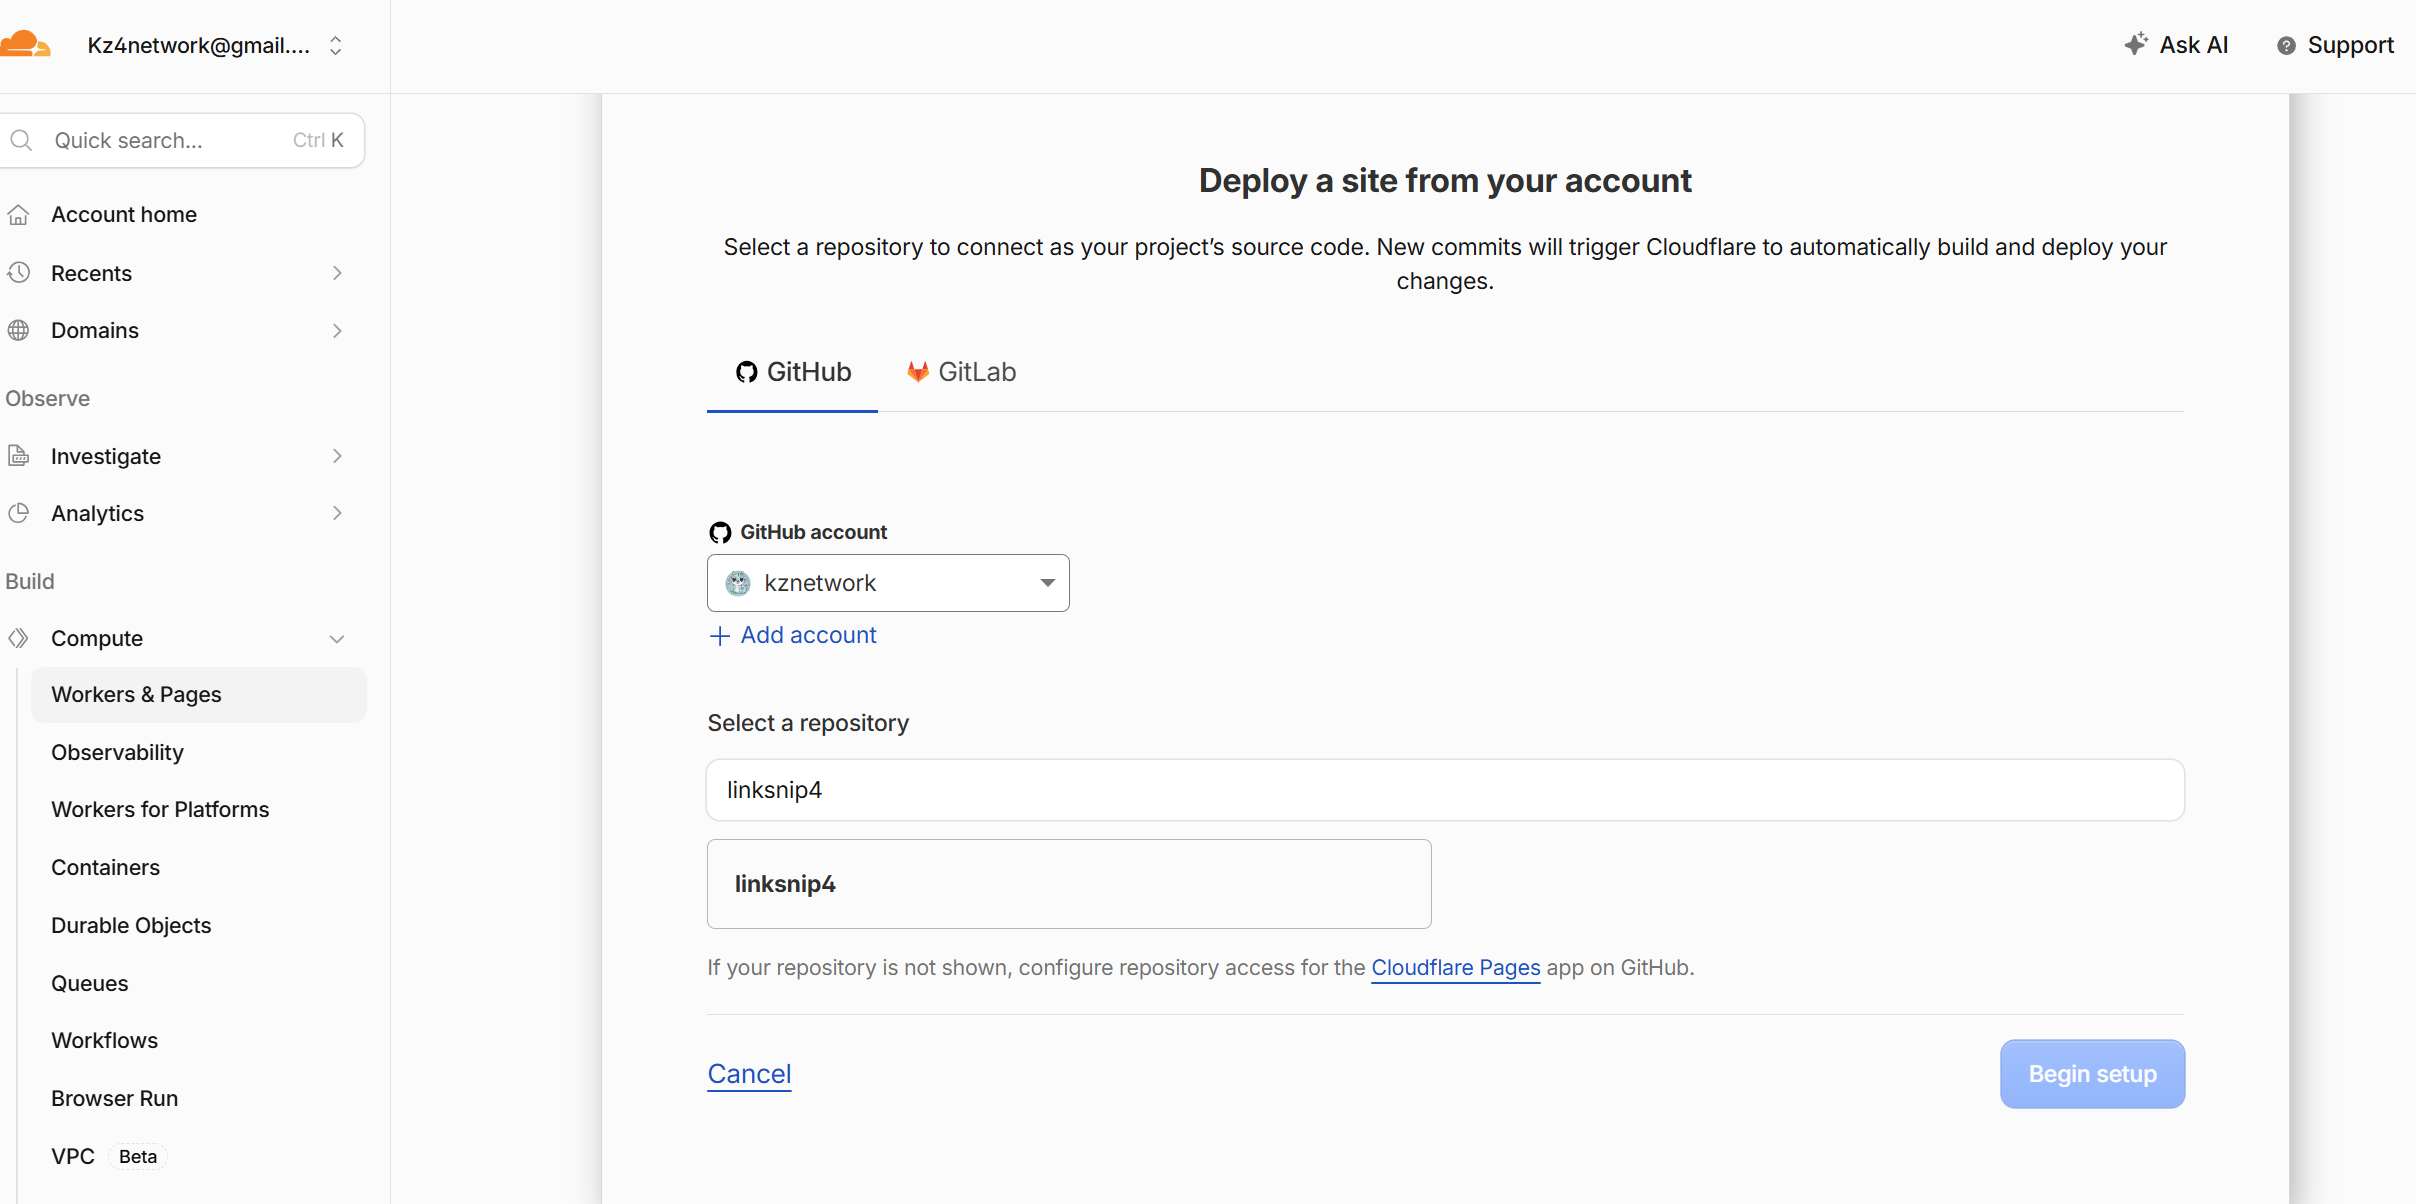 Kz4network@gmail....
Ask AI
Support
Quick search...
Ctrl K
Account home
Recents
Domains
Observe
Investigate
Analytics
Build
Compute
Workers & Pages
Observability
Workers for Platforms
Containers
Durable Objects
Queues
Workflows
Browser Run
VPC Beta
Deploy a site from your account
Select a repository to connect as your project’s source code. New commits will trigger Cloudflare to automatically build and deploy your
changes.
GitHub
GitLab
GitHub account
kznetwork
Add account
Select a repository
linksnip4
linksnip4
If your repository is not shown, configure repository access for the Cloudflare Pages app on GitHub.
Cancel
Begin setup